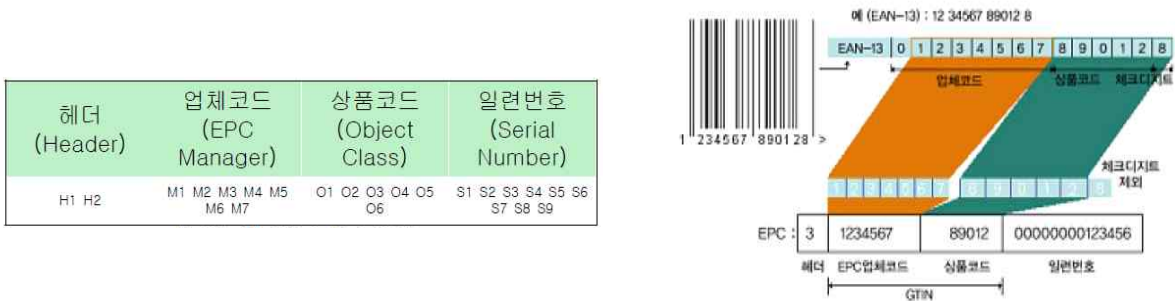 헤더
(Header)
업체코드
(EPC
Manager)
상품코드
(Object
Class)
일련번호
(Serial
Number)
H1 H2
M1 M2 M3 M4 M5
M6 M7
O1 O2 O3 O4 O5
O6
S1 S2 S3 S4 S5 S6
S7 S8 S9
예 (EAN-13) : 12 34567 89012 8
EAN-13 0 1 2 3 4 5 6 7 8 9 0 1 2 8
업체코드 상품코드 체크디지트
1 234567 890128 >
체크디지트
제외
1 2 3 4 5 6 7 8 9 0 1 2 8
EPC : 3 1234567 89012 00000000123456
헤더 EPC업체코드 상품코드 일련번호
GTIN